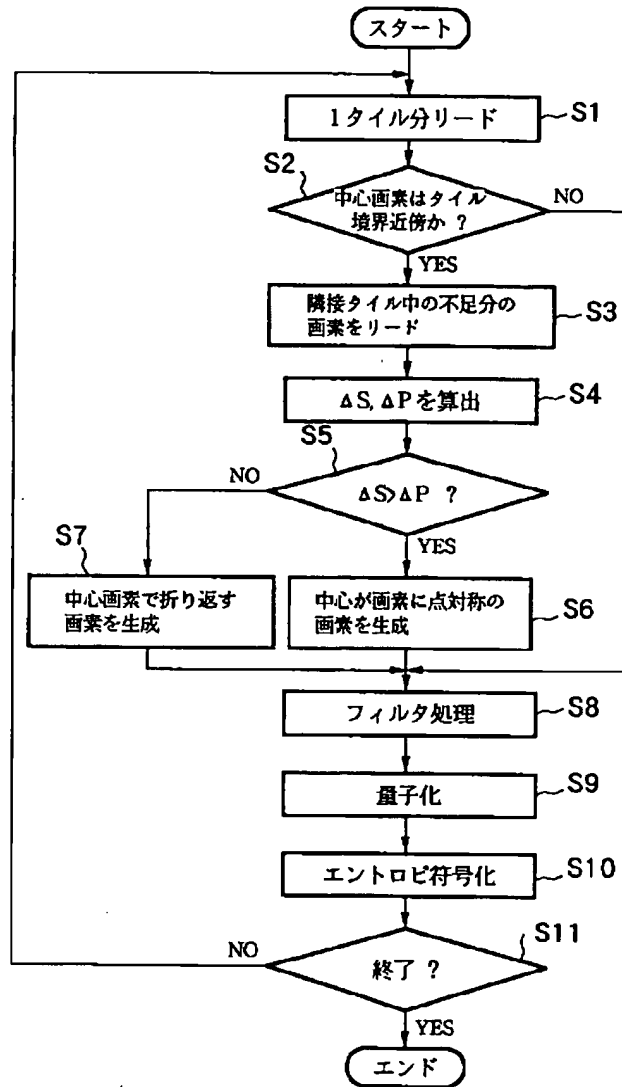 スタート
1タイル分リード
S1
S2
中心画素はタイル
境界近傍か ?
NO
YES
隣接タイル中の不足分の
画素をリード
S3
ΔS,ΔPを算出
S4
S5
NO
ΔS>ΔP ?
YES
S7
中心画素で折り返す
画素を生成
中心が画素に点対称の
画素を生成
S6
フィルタ処理
S8
量子化
S9
エントロピ符号化
S10
S11
NO
終了 ?
YES
エンド